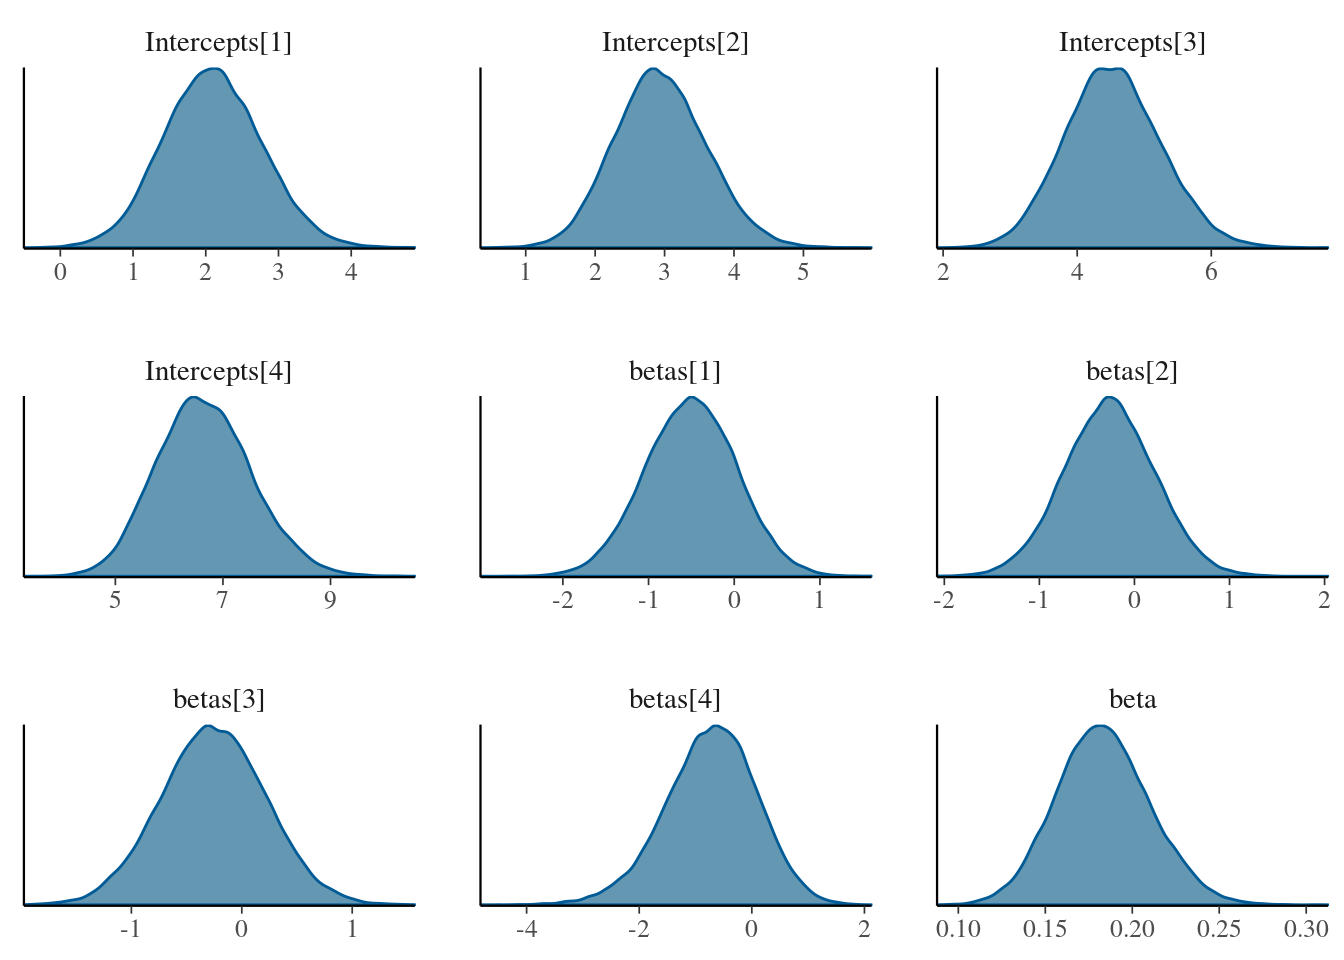 Intercepts[1] Intercepts[2] Intercepts[3]
0 1 2 3 4 1 2 3 4 5 2 4 6
Intercepts[4] betas[1] betas[2]
5 7 9 -2 -1 0 1 -2 -1 0 1 2
betas[3] betas[4] beta
-1 0 1 -4 -2 0 2 0.10 0.15 0.20 0.25 0.30